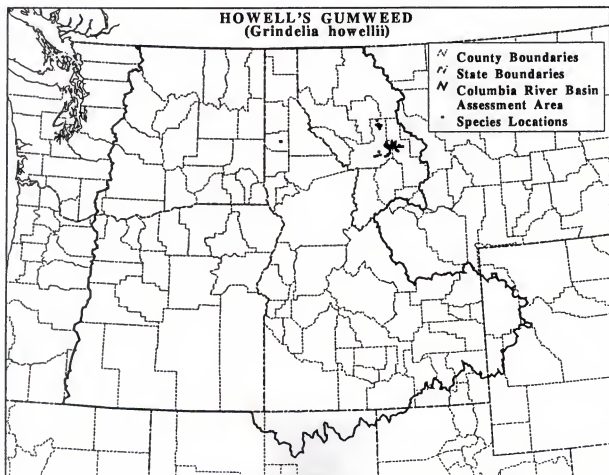 HOWELL'S GUMWEED
(Grindelia howellii)
County Boundaries
State Boundaries
Columbia River Basin
Assessment Area
Species Locations